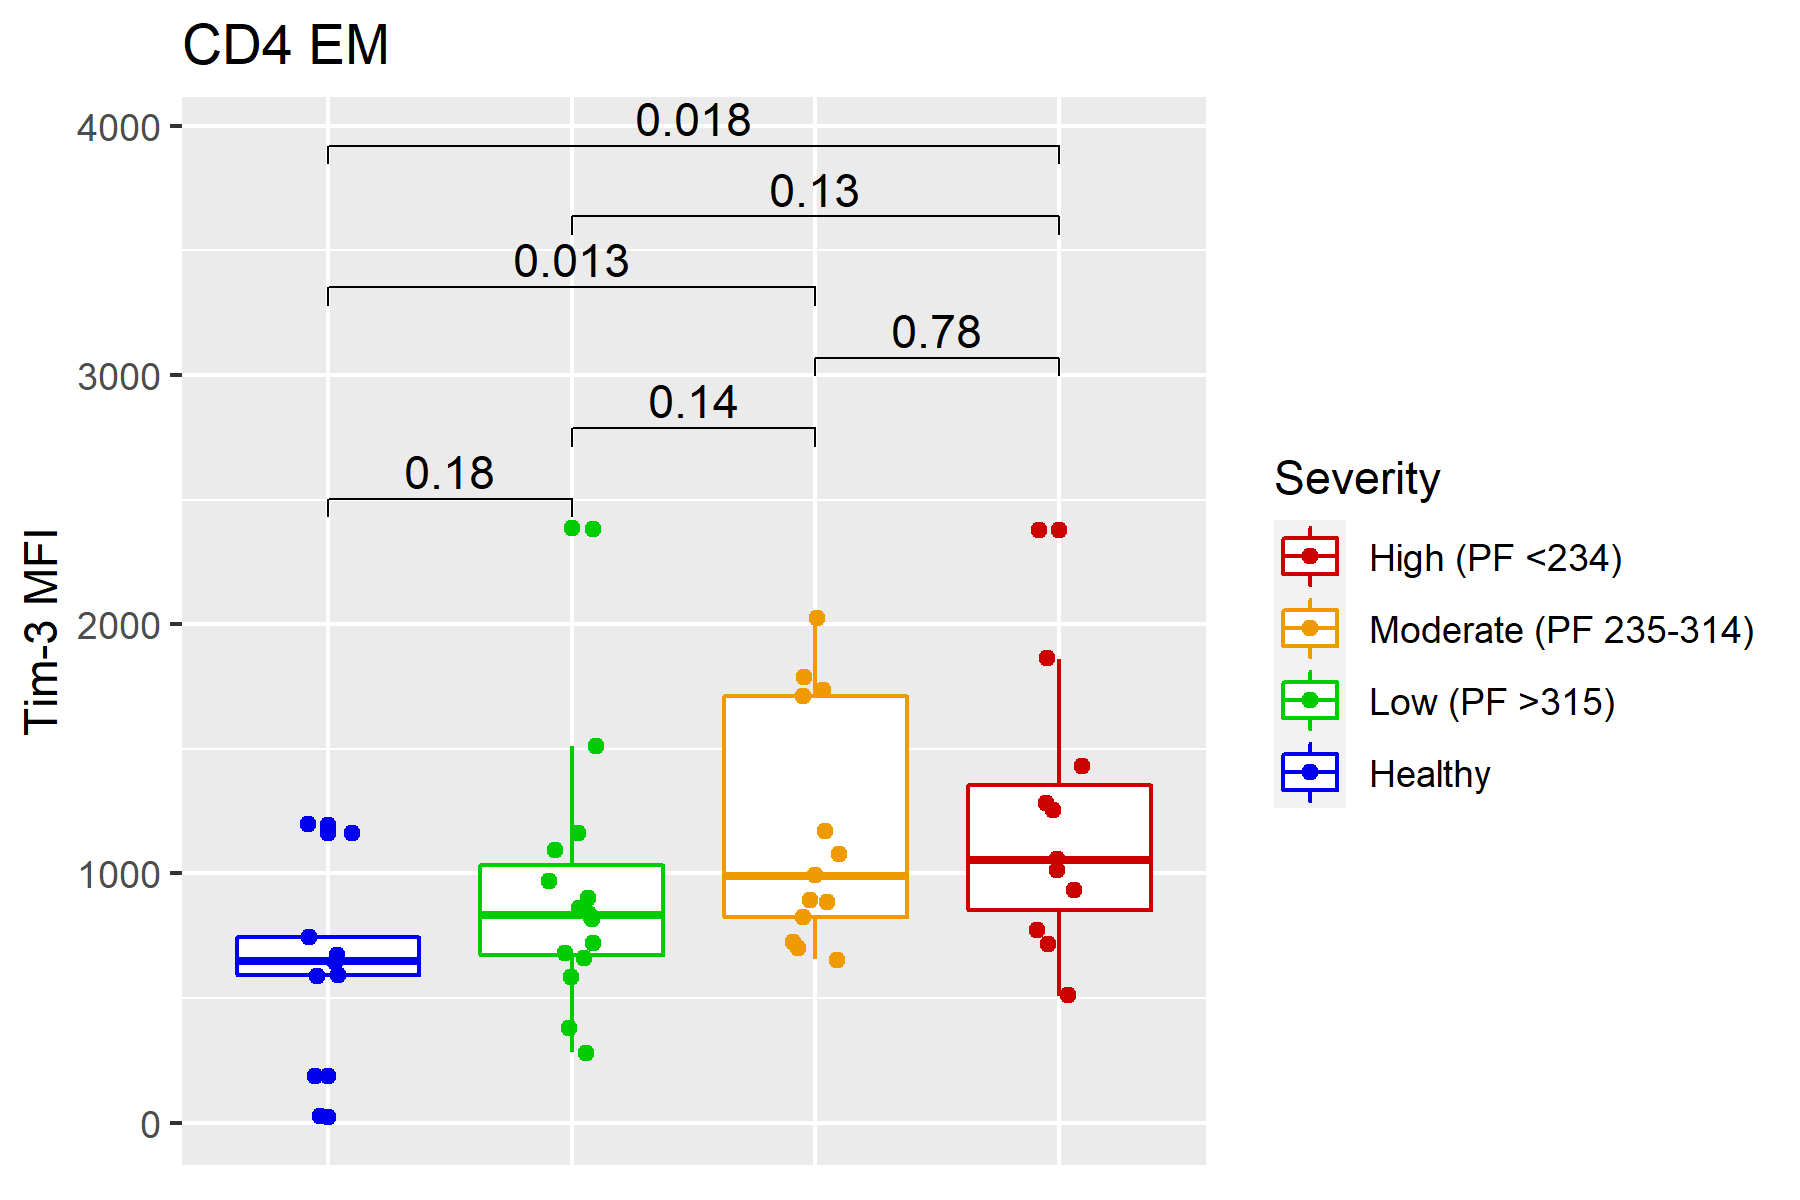 CD4 EM
4000
0.018
0.13
0.013
0.78
3000
0.14
0.18
2000
1000
0
Tim-3 MFI
Severity
High (PF <234)
Moderate (PF 235-314)
Low (PF >315)
Healthy